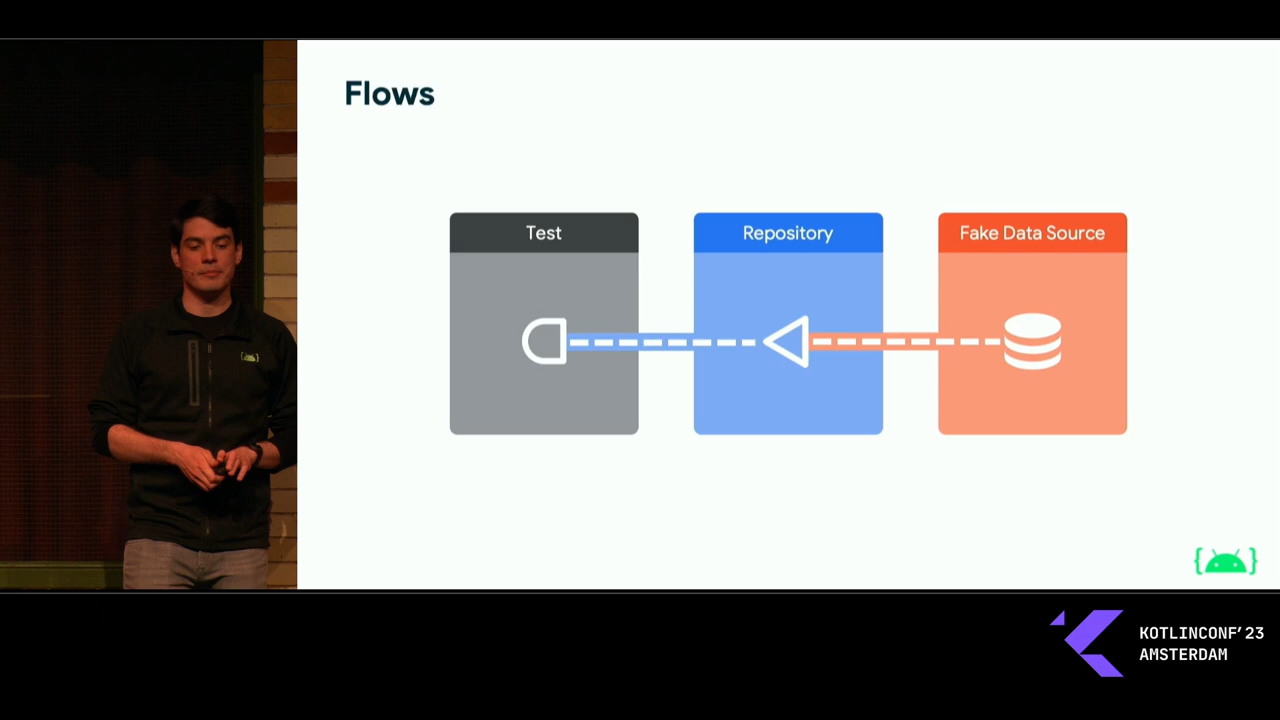 Flows
Test
Repository
Fake Data Source
KOTLINCONF'23
AMSTERDAM